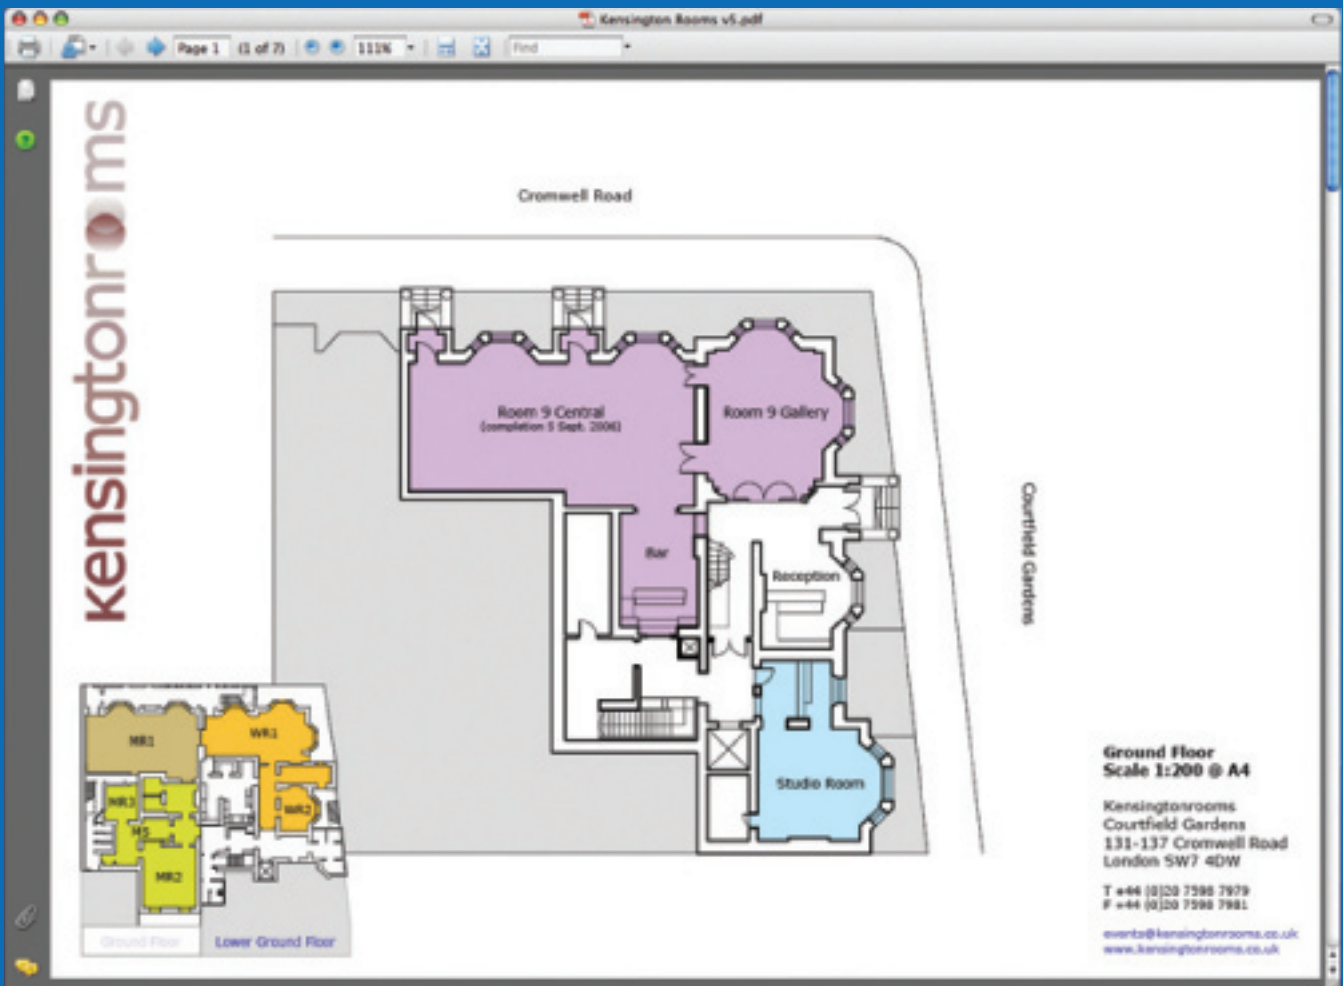 Kensington Rooms v5.pdf
Page 1 (1 of 7) 111% Find
kensingtonrooms
Cromwell Road
Room 9 Central
(completion 5 Sept. 2006)
Room 9 Gallery
Courtfield Gardens
Bar
Reception
Studio Room
MR1
WR1
MR3
WR2
MR2
Ground Floor
Lower Ground Floor
Ground Floor
Scale 1:200 @ A4
Kensingtonrooms
Courtfield Gardens
131-137 Cromwell Road
London SW7 4DW
T +44 (0)20 7598 7979
F +44 (0)20 7598 7981
events@kensingtonrooms.co.uk
www.kensingtonrooms.co.uk